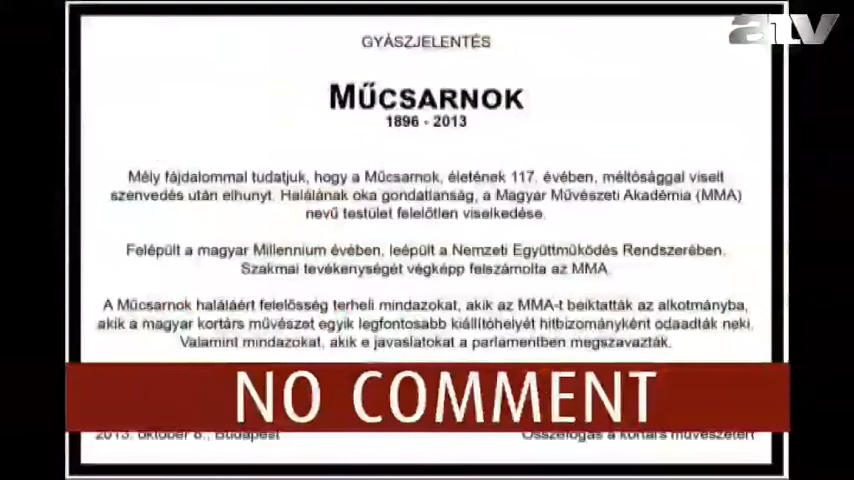 atv
GYÁSZJELENTÉS
MŰCSARNOK
1896 - 2013
Mély fájdalommal tudatjuk, hogy a Műcsarnok, életének 117. évében, méltósággal viselt
szenvedés után elhunyt. Halálának oka gondatlanság, a Magyar Művészeti Akadémia (MMA)
nevű testület felelőtlen viselkedése.
Felépült a magyar Millennium évében, leépült a Nemzeti Együttműködés Rendszerében.
Szakmai tevékenységét végképp felszámolta az MMA.
A Műcsarnok haláláért felelősség terheli mindazokat, akik az MMA-t beiktatták az alkotmányba,
akik a magyar kortárs művészet egyik legfontosabb kiállítóhelyét hitbizományként odaadták neki.
Valamint mindazokat, akik e javaslatokat a parlamentben megszavazták.
NO COMMENT
2013. október 8., Budapest
Összefogás a kortárs művészetért